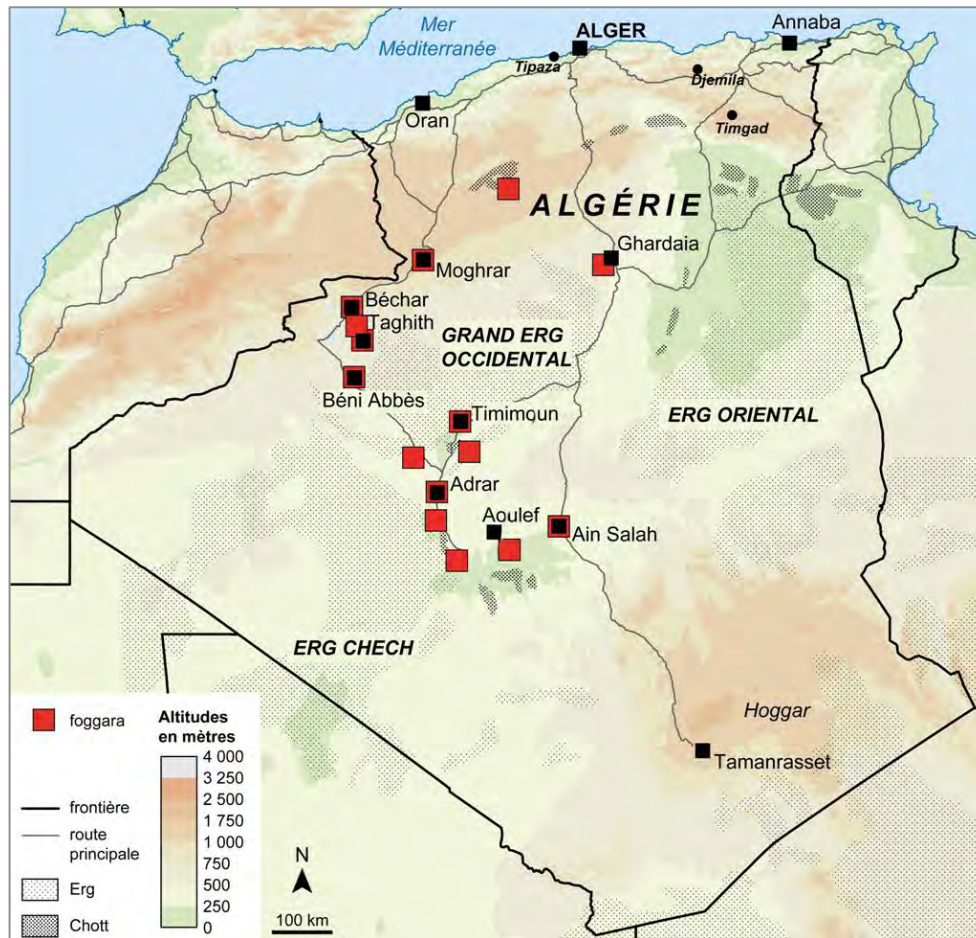 Mer
Méditerranée
ALGER
Annaba
Tipaza
Djemila
Oran
Timgad
ALGÉRIE
Ghardaia
Moghrar
Béchar
Taghith
GRAND ERG
OCCIDENTAL
Béni Abbès
Timimoun
ERG ORIENTAL
Adrar
Aoulef
Ain Salah
ERG CHECH
Hoggar
Tamanrasset
foggara
frontière
route
principale
Erg
Chott
Altitudes
en mètres
4 000
3 250
2 500
1 750
1 000
750
500
250
0
N
100 km